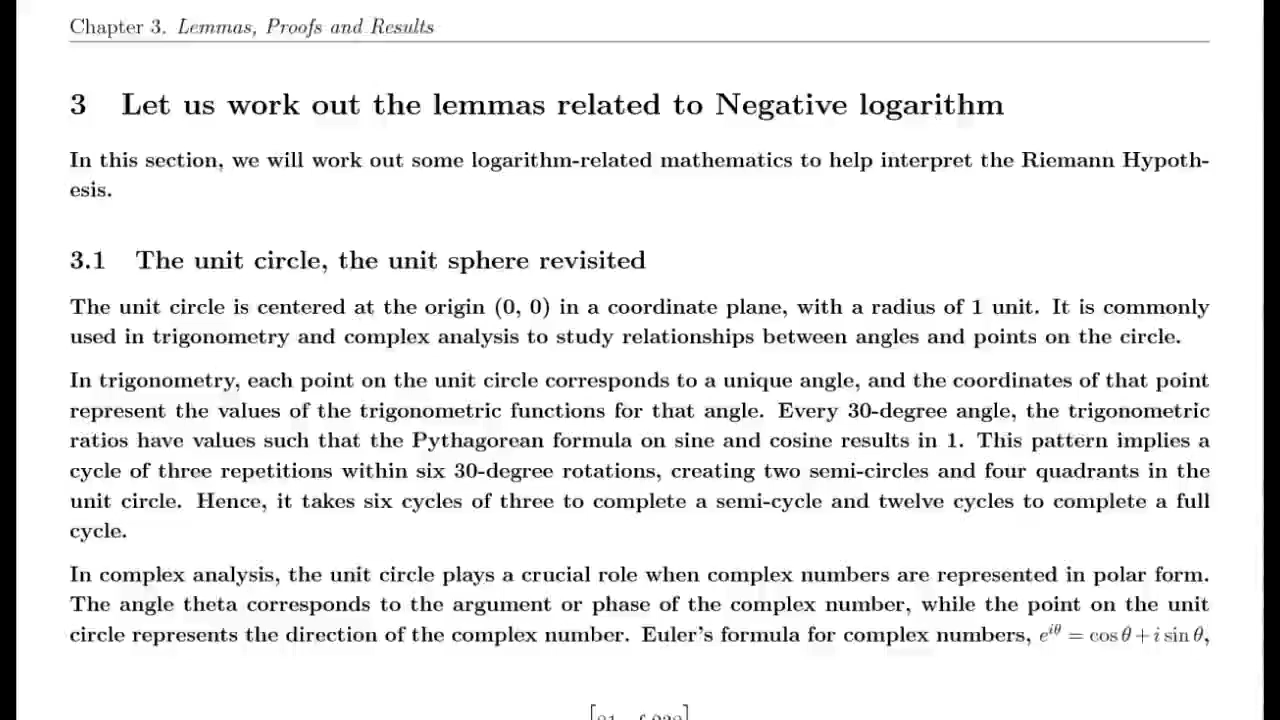 Chapter 3. Lemmas, Proofs and Results
3 Let us work out the lemmas related to Negative logarithm
In this section, we will work out some logarithm-related mathematics to help interpret the Riemann Hypoth-
esis.
3.1 The unit circle, the unit sphere revisited
The unit circle is centered at the origin (0, 0) in a coordinate plane, with a radius of 1 unit. It is commonly
used in trigonometry and complex analysis to study relationships between angles and points on the circle.
In trigonometry, each point on the unit circle corresponds to a unique angle, and the coordinates of that point
represent the values of the trigonometric functions for that angle. Every 30-degree angle, the trigonometric
ratios have values such that the Pythagorean formula on sine and cosine results in 1. This pattern implies a
cycle of three repetitions within six 30-degree rotations, creating two semi-circles and four quadrants in the
unit circle. Hence, it takes six cycles of three to complete a semi-cycle and twelve cycles to complete a full
cycle.
In complex analysis, the unit circle plays a crucial role when complex numbers are represented in polar form.
The angle theta corresponds to the argument or phase of the complex number, while the point on the unit
circle represents the direction of the complex number. Euler's formula for complex numbers, e^{iθ} = cos θ + i sin θ,